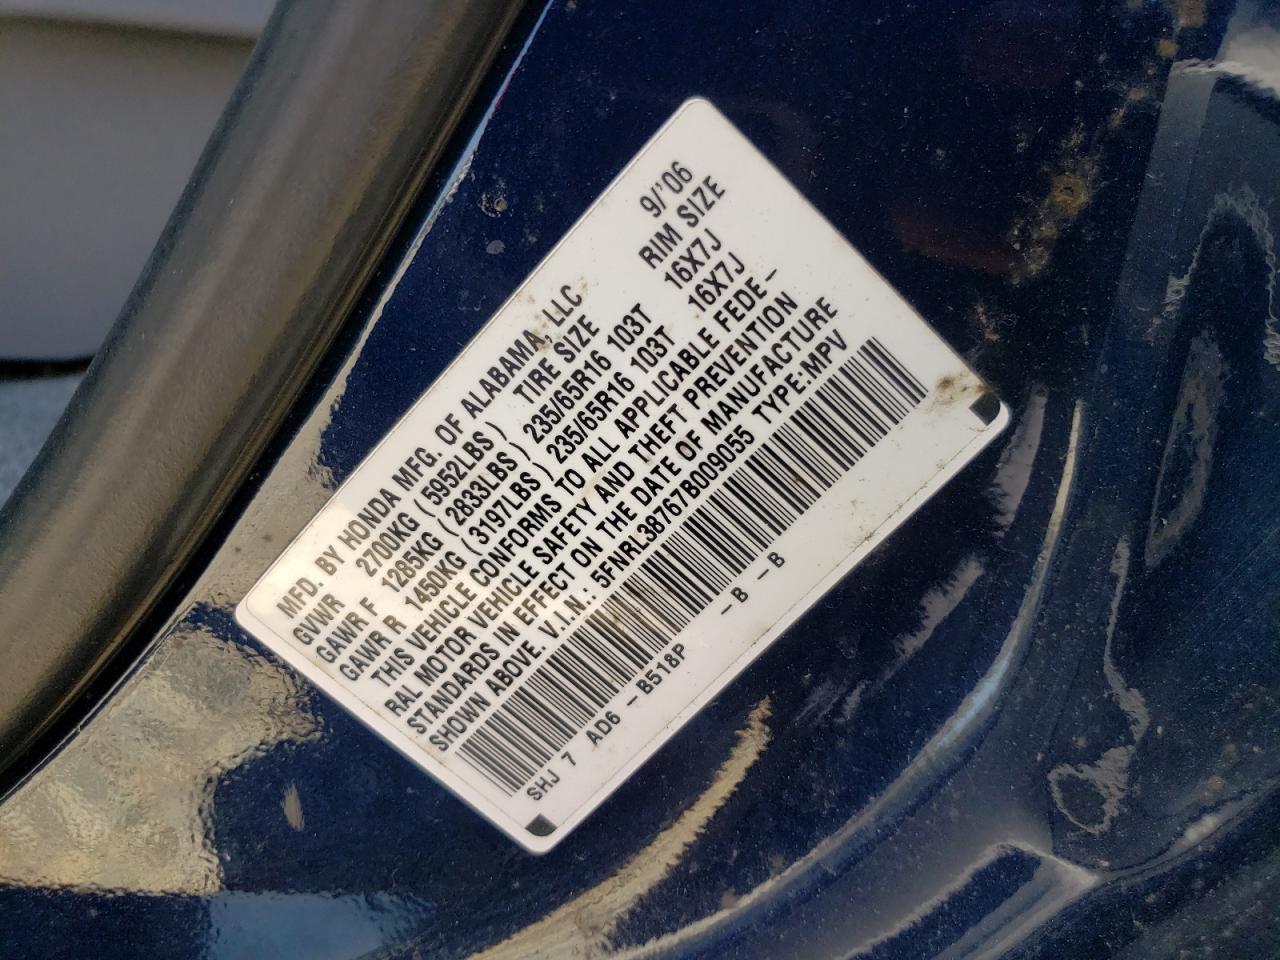 MFD. BY HONDA MFG. OF ALABAMA, LLC 9/'06
GVWR 2700KG (5952LBS) TIRE SIZE RIM SIZE
GAWR F 1285KG (2833LBS) 235/65R16 103T 16X7J
GAWR R 1450KG (3197LBS) 235/65R16 103T 16X7J
THIS VEHICLE CONFORMS TO ALL APPLICABLE FEDE–
RAL MOTOR VEHICLE SAFETY AND THEFT PREVENTION
STANDARDS IN EFFECT ON THE DATE OF MANUFACTURE
SHOWN ABOVE. V.I.N.: 5FNRL38767B009055 TYPE:MPV
SHJ 7 AD6 –B518P –B –B